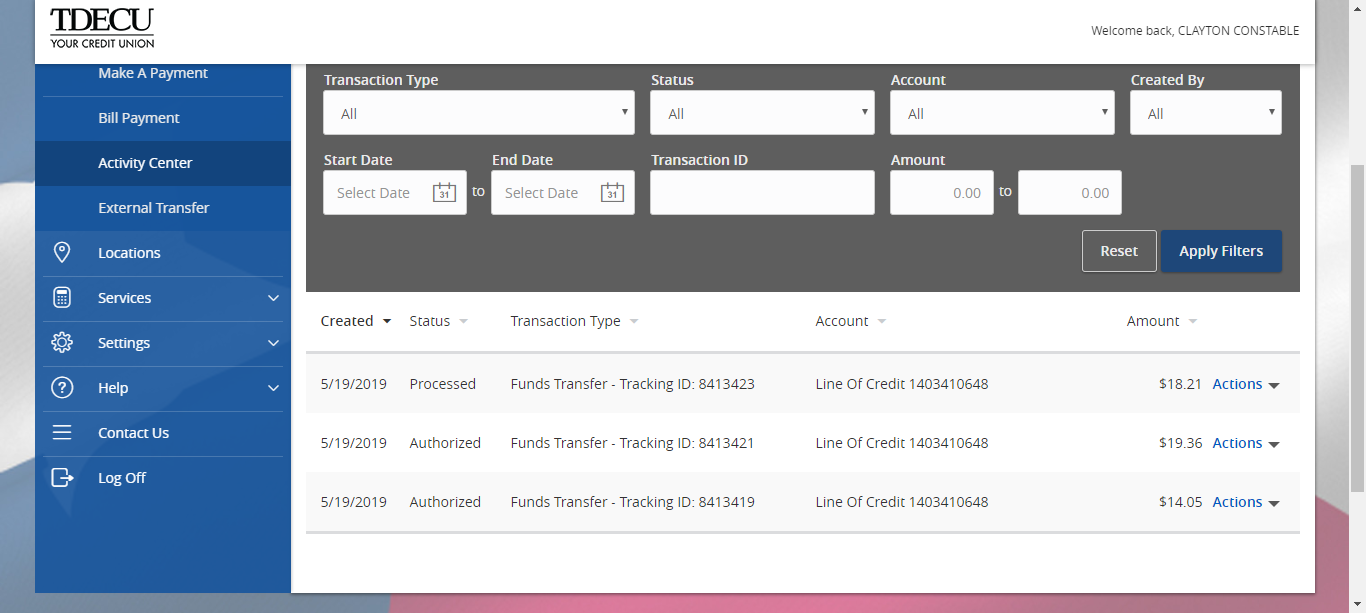 TDECU
YOUR CREDIT UNION
Welcome back, CLAYTON CONSTABLE
Make A Payment
Bill Payment
Activity Center
External Transfer
Locations
Services
Settings
Help
Contact Us
Log Off
Transaction Type Status Account Created By
All All All All
Start Date End Date Transaction ID Amount
Select Date 31 to Select Date 31 0.00 to 0.00
Reset Apply Filters
Created Status Transaction Type Account Amount
5/19/2019 Processed Funds Transfer - Tracking ID: 8413423 Line Of Credit 1403410648 $18.21 Actions
5/19/2019 Authorized Funds Transfer - Tracking ID: 8413421 Line Of Credit 1403410648 $19.36 Actions
5/19/2019 Authorized Funds Transfer - Tracking ID: 8413419 Line Of Credit 1403410648 $14.05 Actions